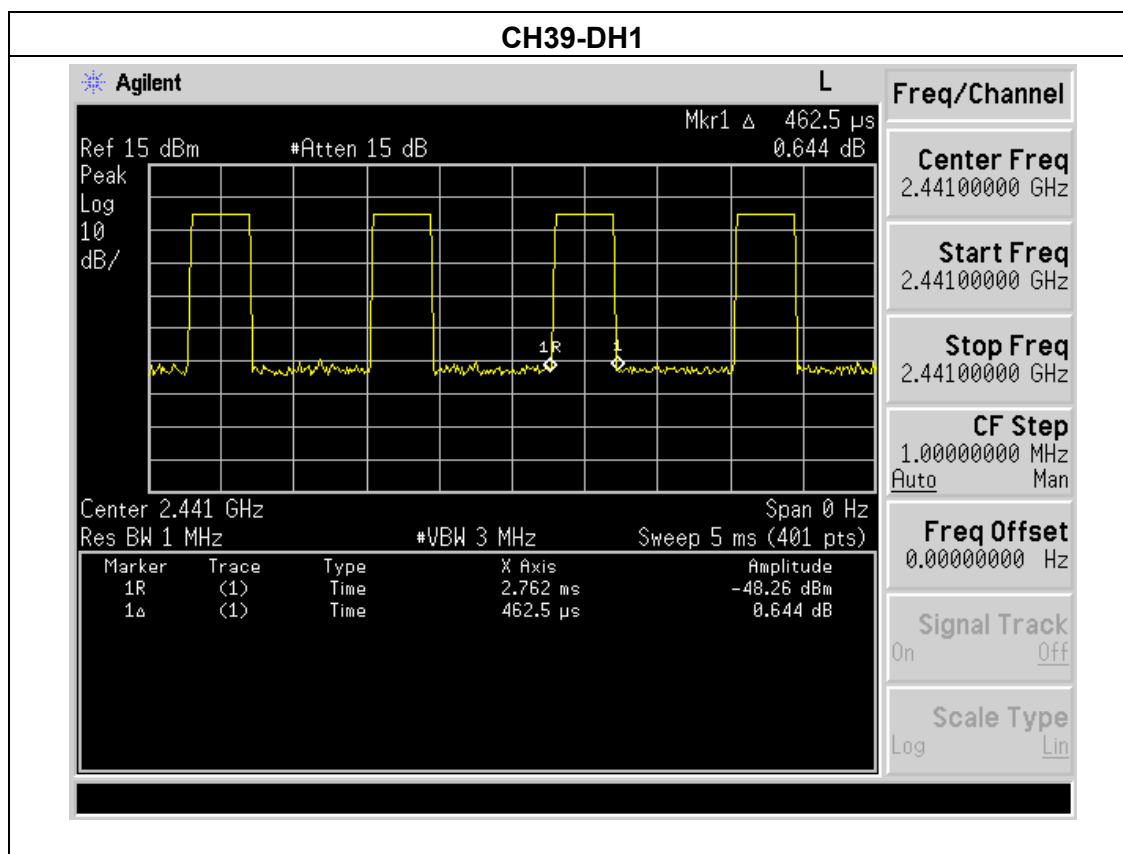 CH39-DH1
Agilent
L
Freq/Channel
Mkr1 Δ 462.5 µs
Ref 15 dBm #Atten 15 dB 0.644 dB
Peak
Log
10
dB/
1R
1
Center 2.441 GHz Span 0 Hz
Res BW 1 MHz #VBW 3 MHz Sweep 5 ms (401 pts)
Marker Trace Type X Axis Amplitude
1R (1) Time 2.762 ms -48.26 dBm
1Δ (1) Time 462.5 µs 0.644 dB
Center Freq
2.44100000 GHz
Start Freq
2.44100000 GHz
Stop Freq
2.44100000 GHz
CF Step
1.00000000 MHz
Auto Man
Freq Offset
0.00000000 Hz
Signal Track
On Off
Scale Type
Log Lin